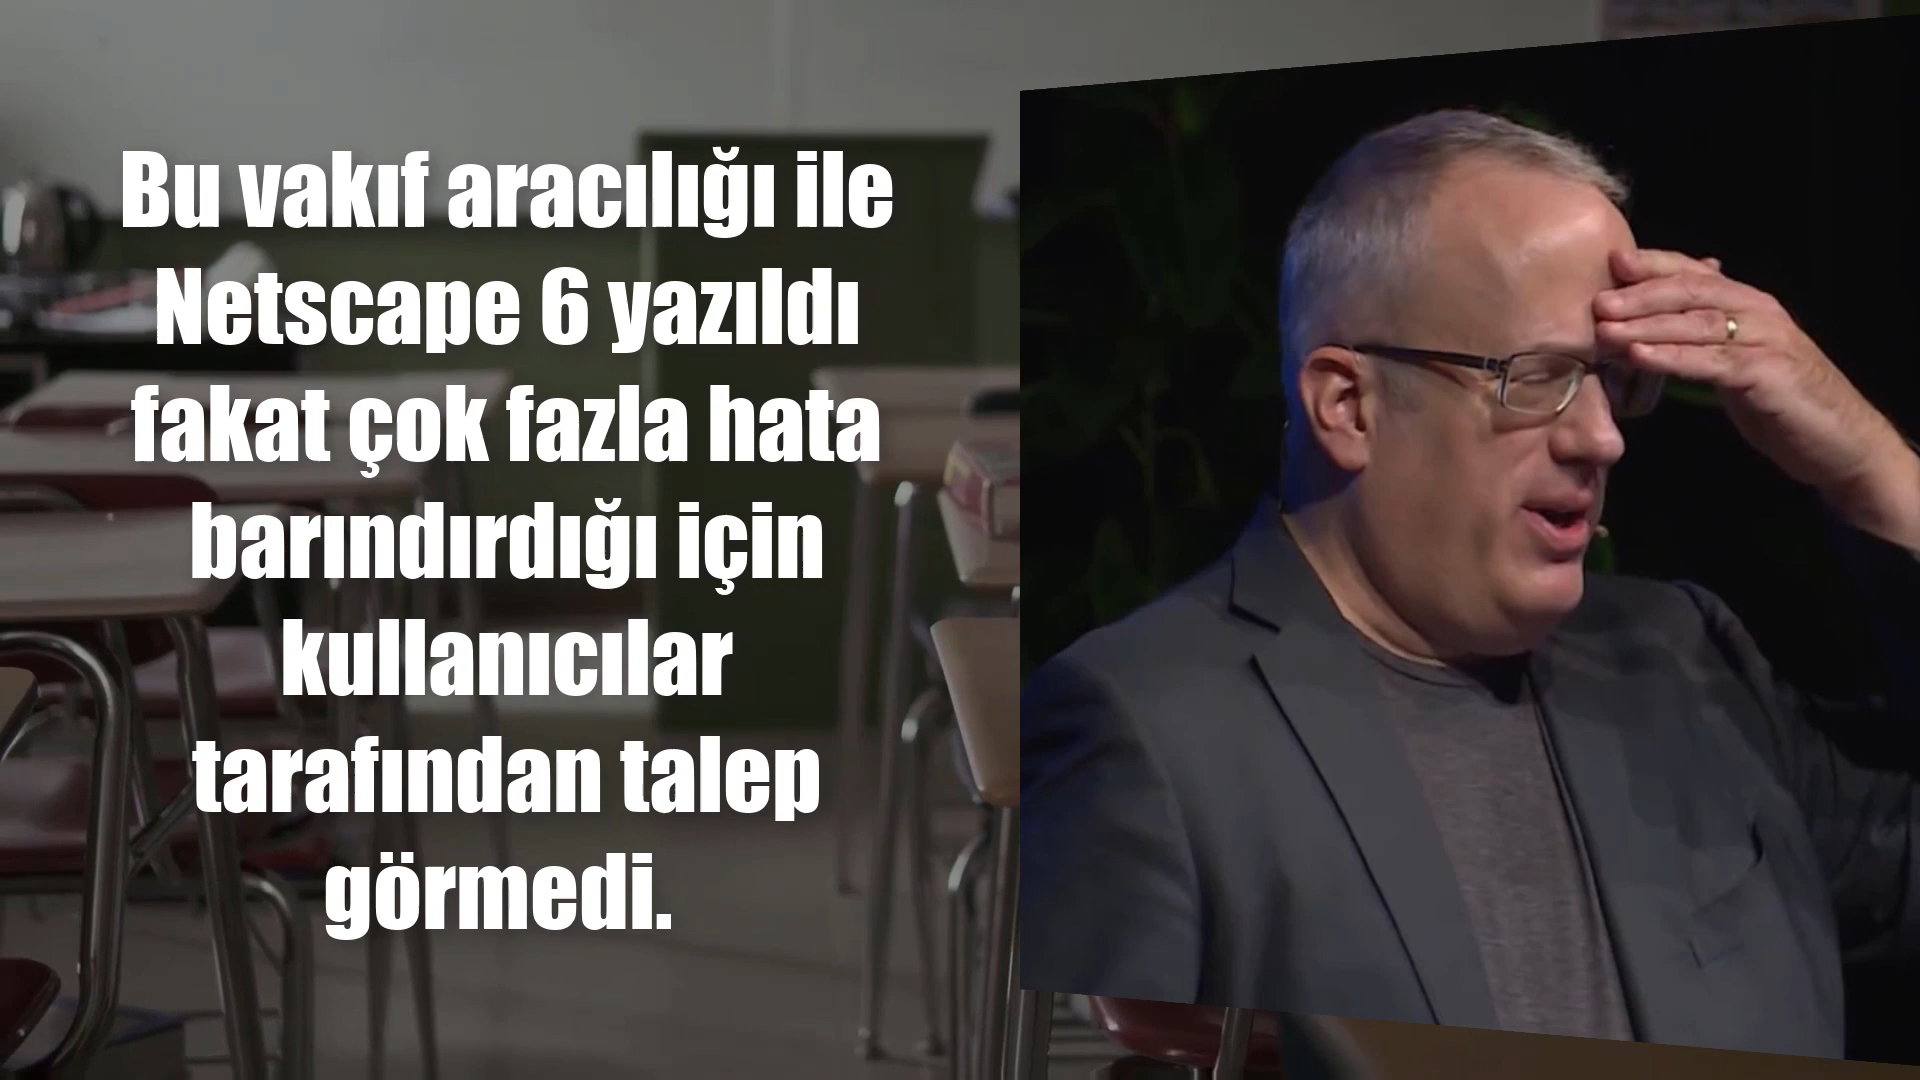 Bu vakıf aracılığı ile
Netscape 6 yazıldı
fakat çok fazla hata
barındırdığı için
kullanıcılar
tarafından talep
görmedi.